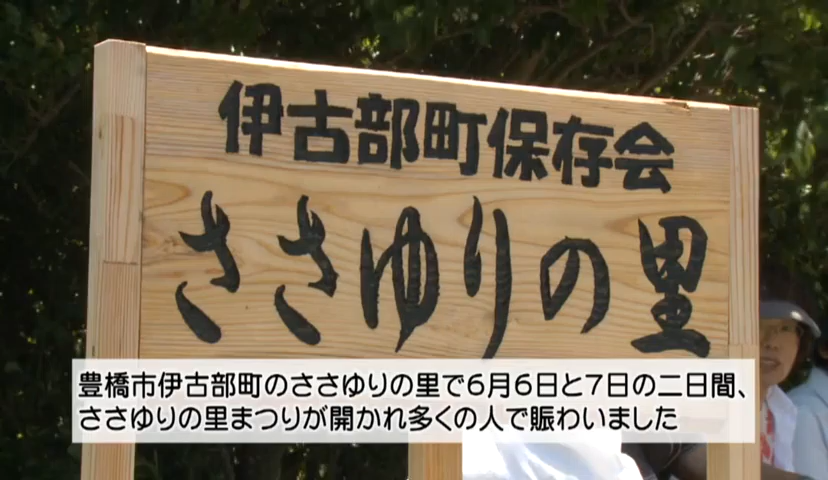 伊古部町保存会
ささゆりの里
豊橋市伊古部町のささゆりの里で6月6日と7日の二日間、
ささゆりの里まつりが開かれ多くの人で賑わいました